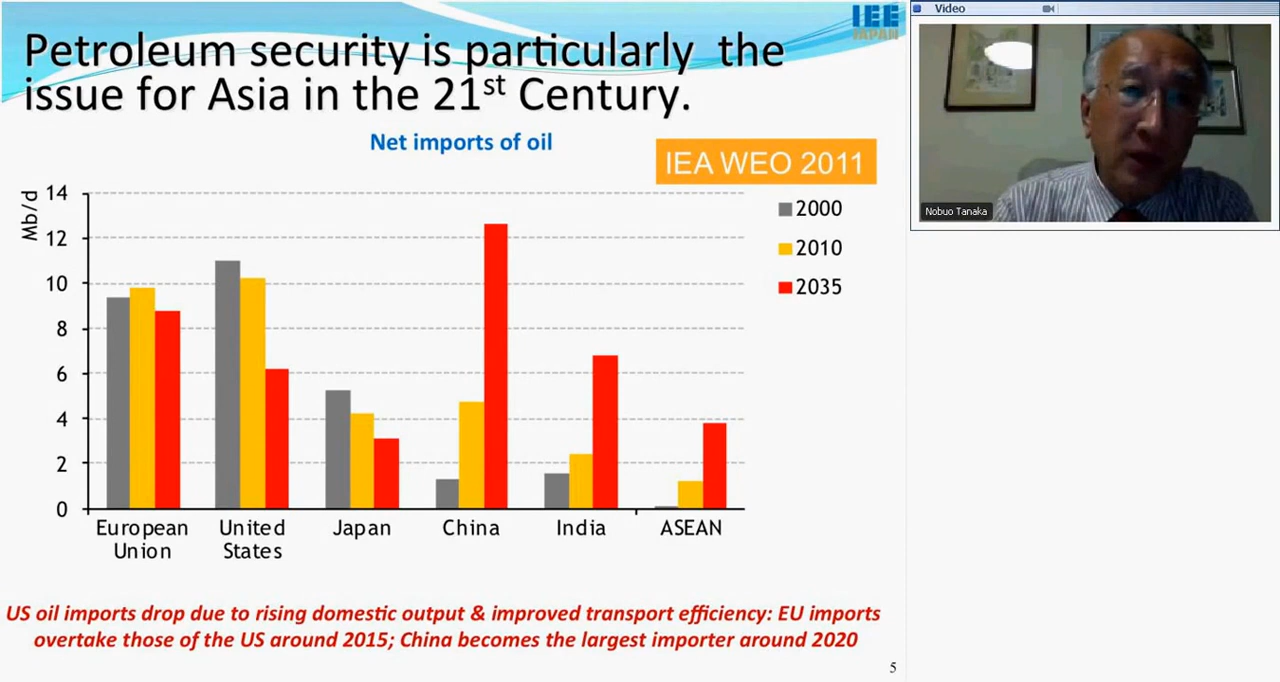 IEE
JAPAN
Petroleum security is particularly the
issue for Asia in the 21st Century.
Net imports of oil
IEA WEO 2011
Mb/d
14
12
10
8
6
4
2
0
2000
2010
2035
European
Union
United
States
Japan
China
India
ASEAN
US oil imports drop due to rising domestic output & improved transport efficiency: EU imports
overtake those of the US around 2015; China becomes the largest importer around 2020
5
Video
Nobuo Tanaka